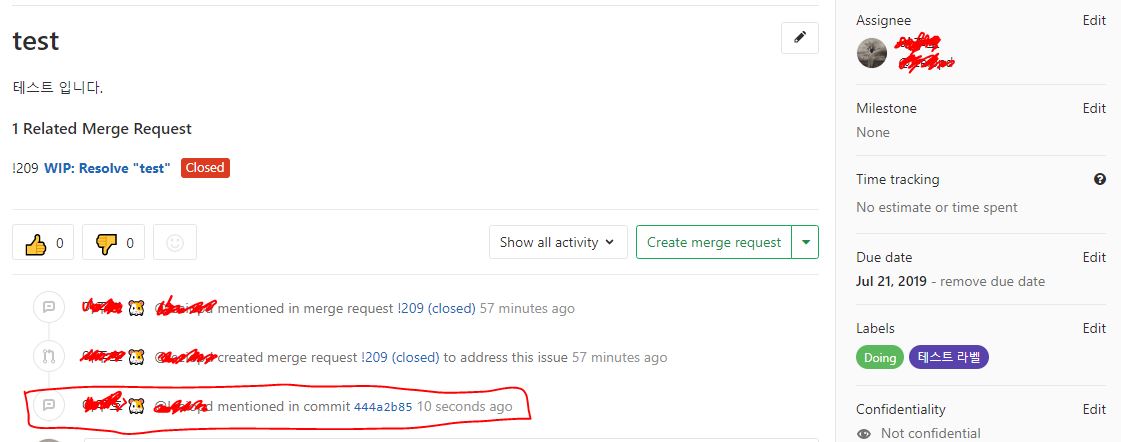 test
테스트 입니다.
1 Related Merge Request
!209 WIP: Resolve "test" Closed
0 0
Show all activity
Create merge request
mentioned in merge request !209 (closed) 57 minutes ago
created merge request !209 (closed) to address this issue 57 minutes ago
mentioned in commit 444a2b85 10 seconds ago
Assignee Edit
Milestone Edit
None
Time tracking
No estimate or time spent
Due date Edit
Jul 21, 2019 - remove due date
Labels Edit
Doing 테스트 라벨
Confidentiality Edit
Not confidential